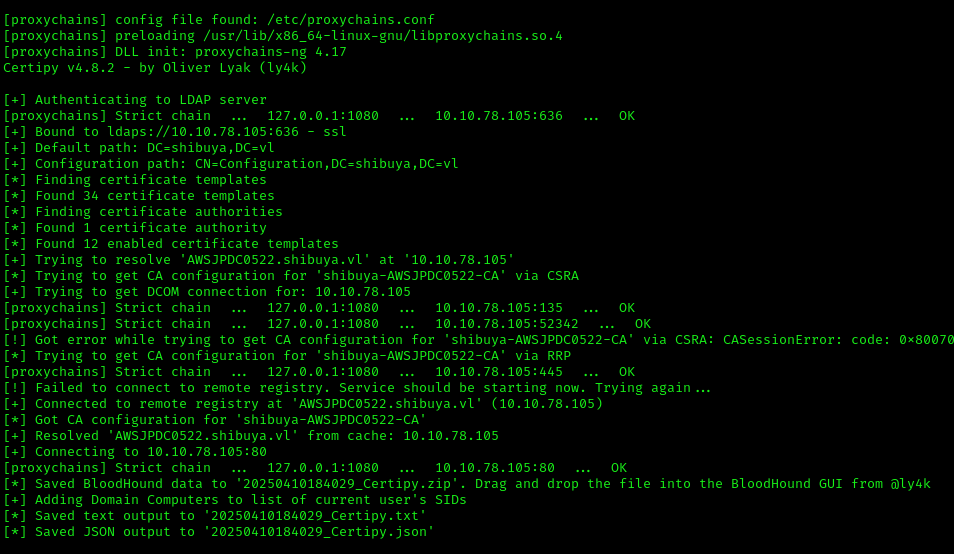 [proxychains] config file found: /etc/proxychains.conf
[proxychains] preloading /usr/lib/x86_64-linux-gnu/libproxychains.so.4
[proxychains] DLL init: proxychains-ng 4.17
Certipy v4.8.2 - by Oliver Lyak (ly4k)
[+] Authenticating to LDAP server
[proxychains] Strict chain  ...  127.0.0.1:1080  ...  10.10.78.105:636  ...  OK
[+] Bound to ldaps://10.10.78.105:636 - ssl
[+] Default path: DC=shibuya,DC=vl
[+] Configuration path: CN=Configuration,DC=shibuya,DC=vl
[*] Finding certificate templates
[*] Found 34 certificate templates
[*] Finding certificate authorities
[*] Found 1 certificate authority
[*] Found 12 enabled certificate templates
[+] Trying to resolve 'AWSJPDC0522.shibuya.vl' at '10.10.78.105'
[*] Trying to get CA configuration for 'shibuya-AWSJPDC0522-CA' via CSRA
[+] Trying to get DCOM connection for: 10.10.78.105
[proxychains] Strict chain  ...  127.0.0.1:1080  ...  10.10.78.105:135  ...  OK
[proxychains] Strict chain  ...  127.0.0.1:1080  ...  10.10.78.105:52342  ...  OK
[!] Got error while trying to get CA configuration for 'shibuya-AWSJPDC0522-CA' via CSRA: CASessionError: code: 0x80070
[*] Trying to get CA configuration for 'shibuya-AWSJPDC0522-CA' via RRP
[proxychains] Strict chain  ...  127.0.0.1:1080  ...  10.10.78.105:445  ...  OK
[!] Failed to connect to remote registry. Service should be starting now. Trying again...
[+] Connected to remote registry at 'AWSJPDC0522.shibuya.vl' (10.10.78.105)
[*] Got CA configuration for 'shibuya-AWSJPDC0522-CA'
[+] Resolved 'AWSJPDC0522.shibuya.vl' from cache: 10.10.78.105
[+] Connecting to 10.10.78.105:80
[proxychains] Strict chain  ...  127.0.0.1:1080  ...  10.10.78.105:80  ...  OK
[*] Saved BloodHound data to '20250410184029_Certipy.zip'. Drag and drop the file into the BloodHound GUI from @ly4k
[+] Adding Domain Computers to list of current user's SIDs
[*] Saved text output to '20250410184029_Certipy.txt'
[*] Saved JSON output to '20250410184029_Certipy.json'